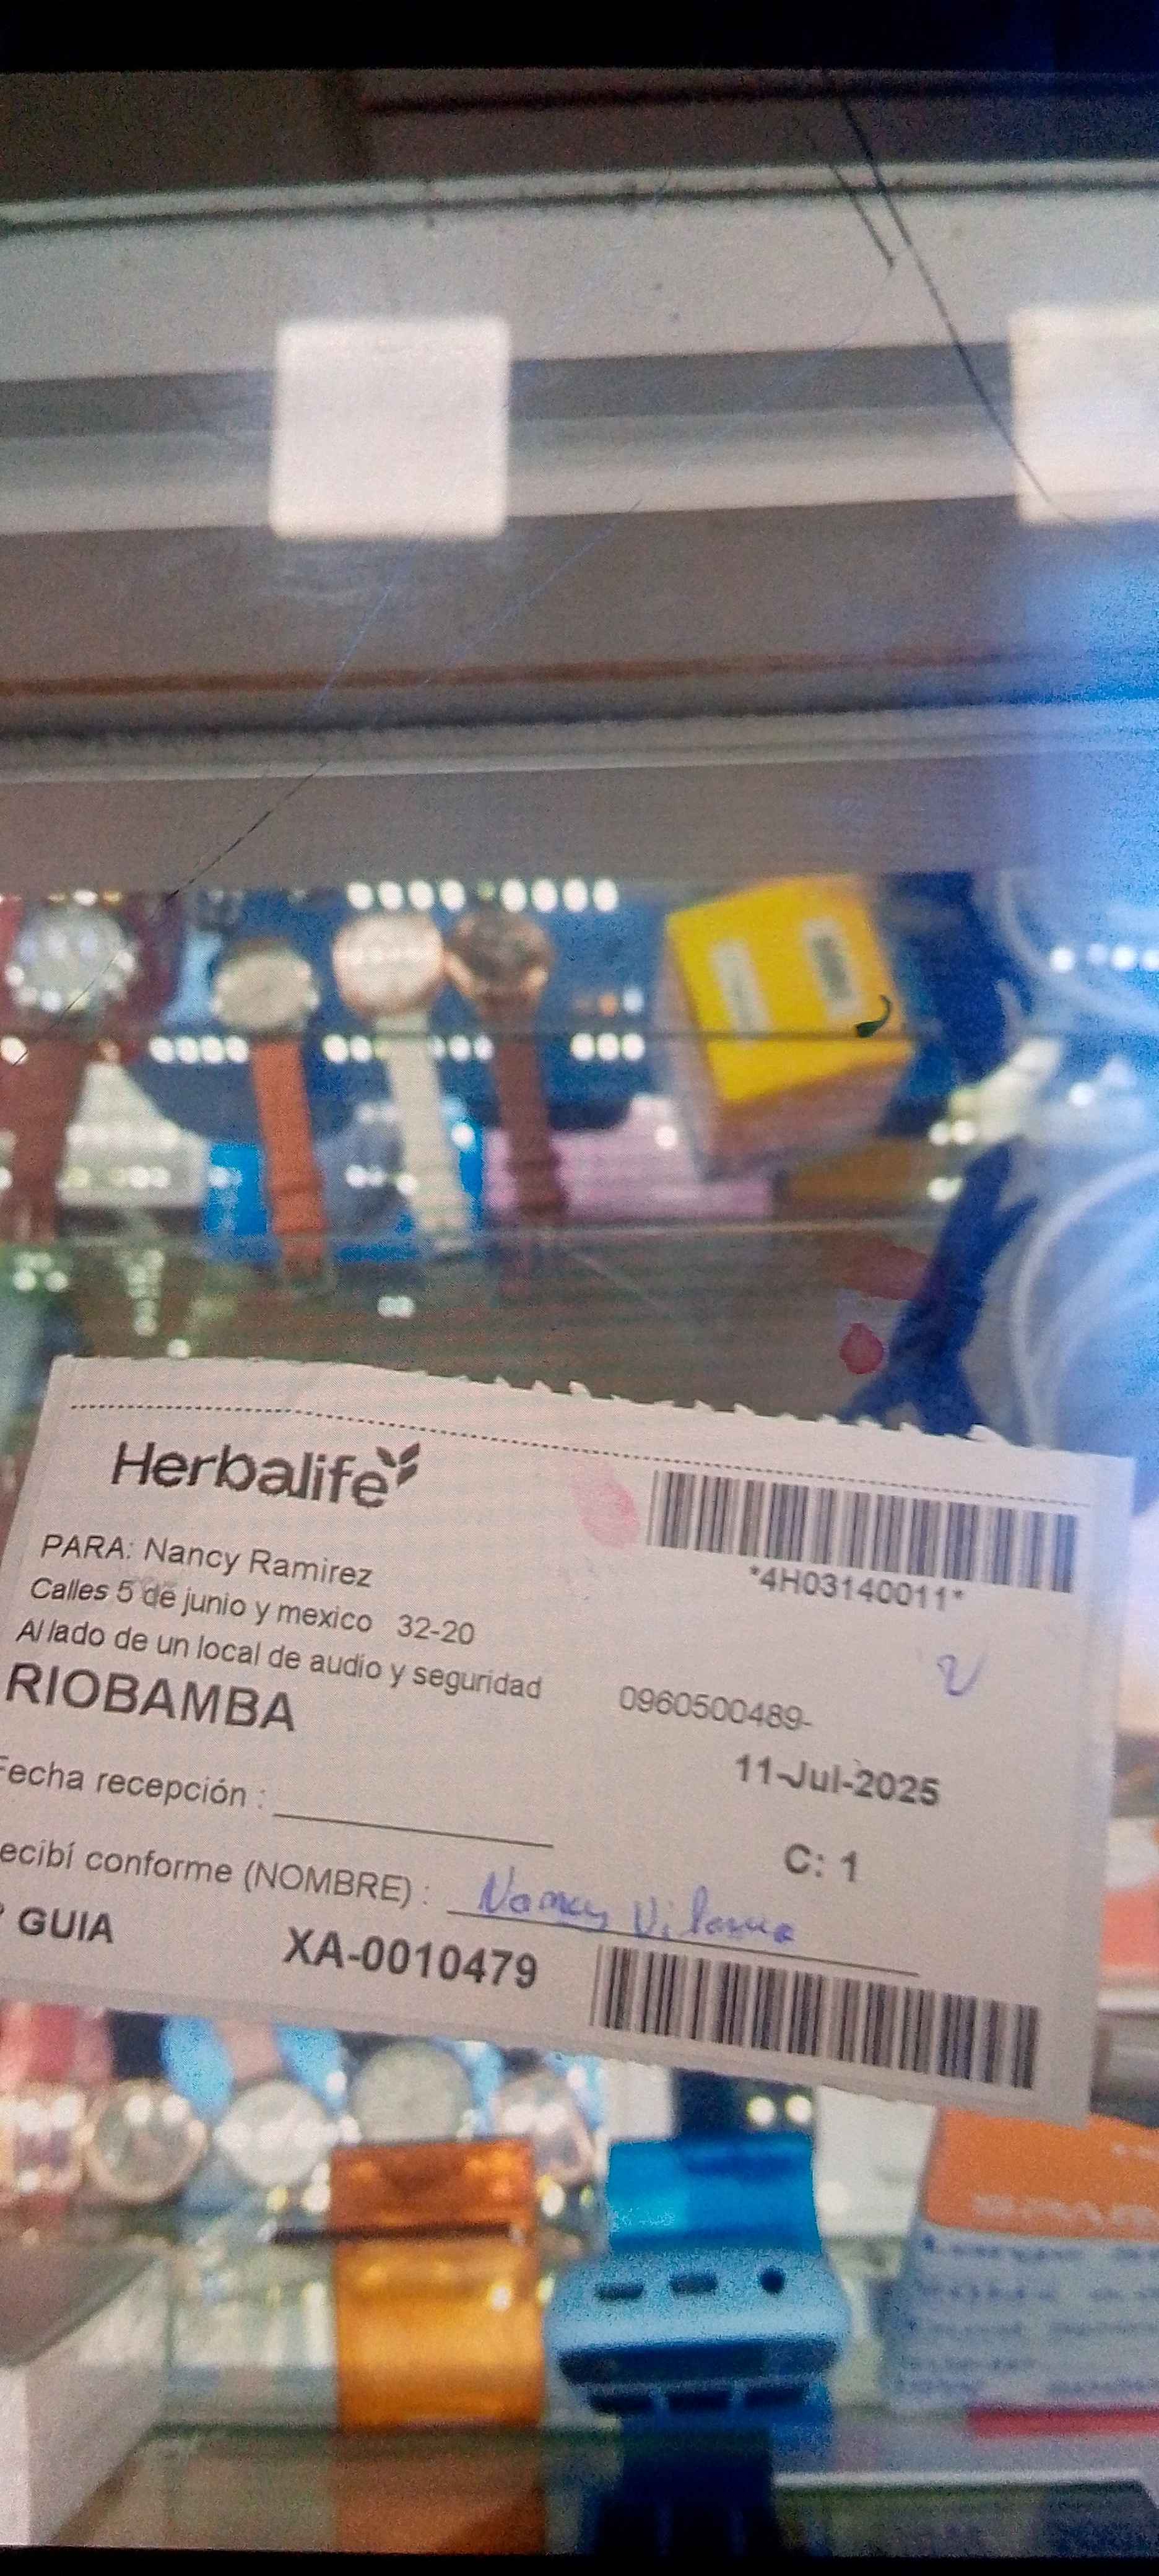 Herbalife
*4H03140011*
PARA: Nancy Ramirez
Calles 5 de junio y mexico 32-20
Al lado de un local de audio y seguridad
0960500489-
RIOBAMBA
11-Jul-2025
Fecha recepción :
C: 1
ecibí conforme (NOMBRE) : Nancy
GUIA XA-0010479